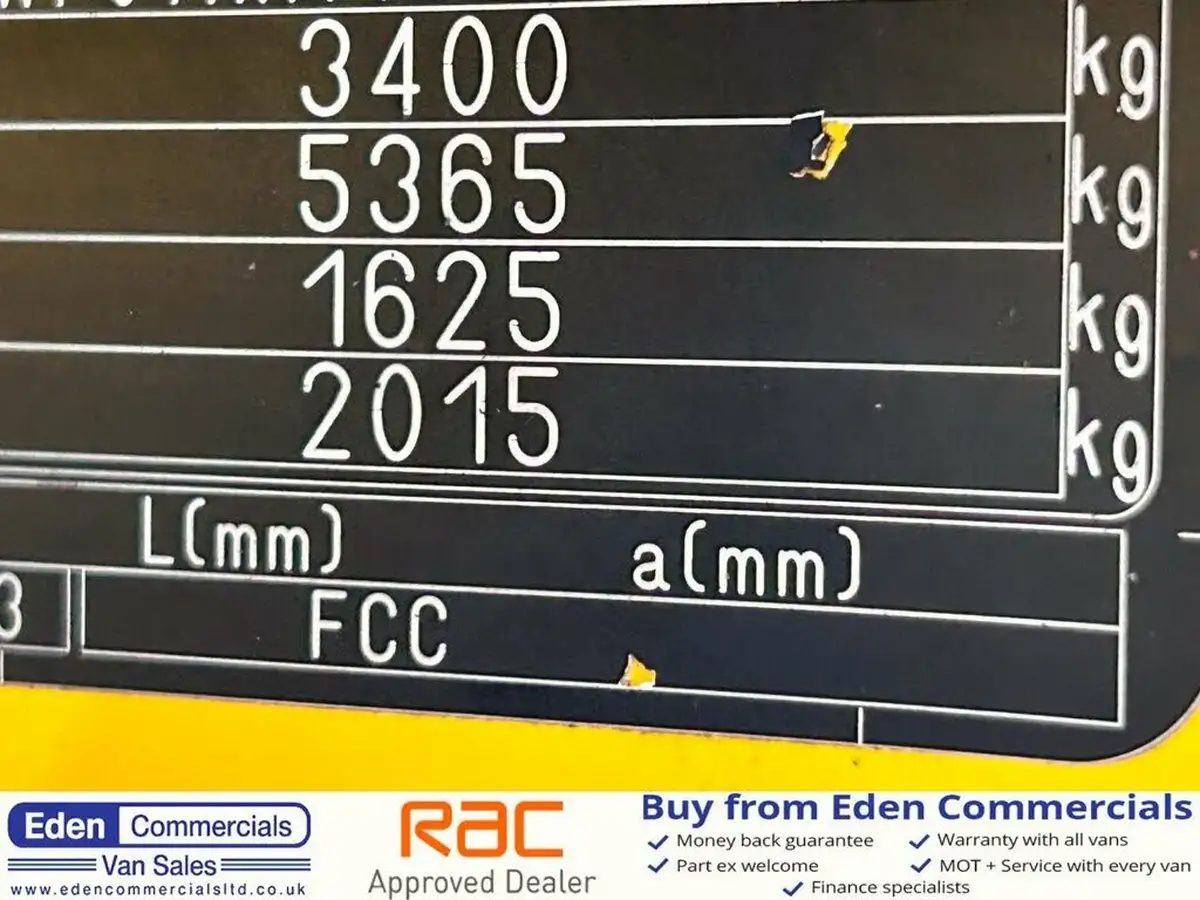 3400 kg
5365 kg
1625 kg
2015 kg
L(mm) a(mm)
3 FCC
Eden Commercials
Van Sales
www.edencommercialsltd.co.uk
RAC
Approved Dealer
Buy from Eden Commercials
Money back guarantee Warranty with all vans
Part ex welcome MOT + Service with every van
Finance specialists